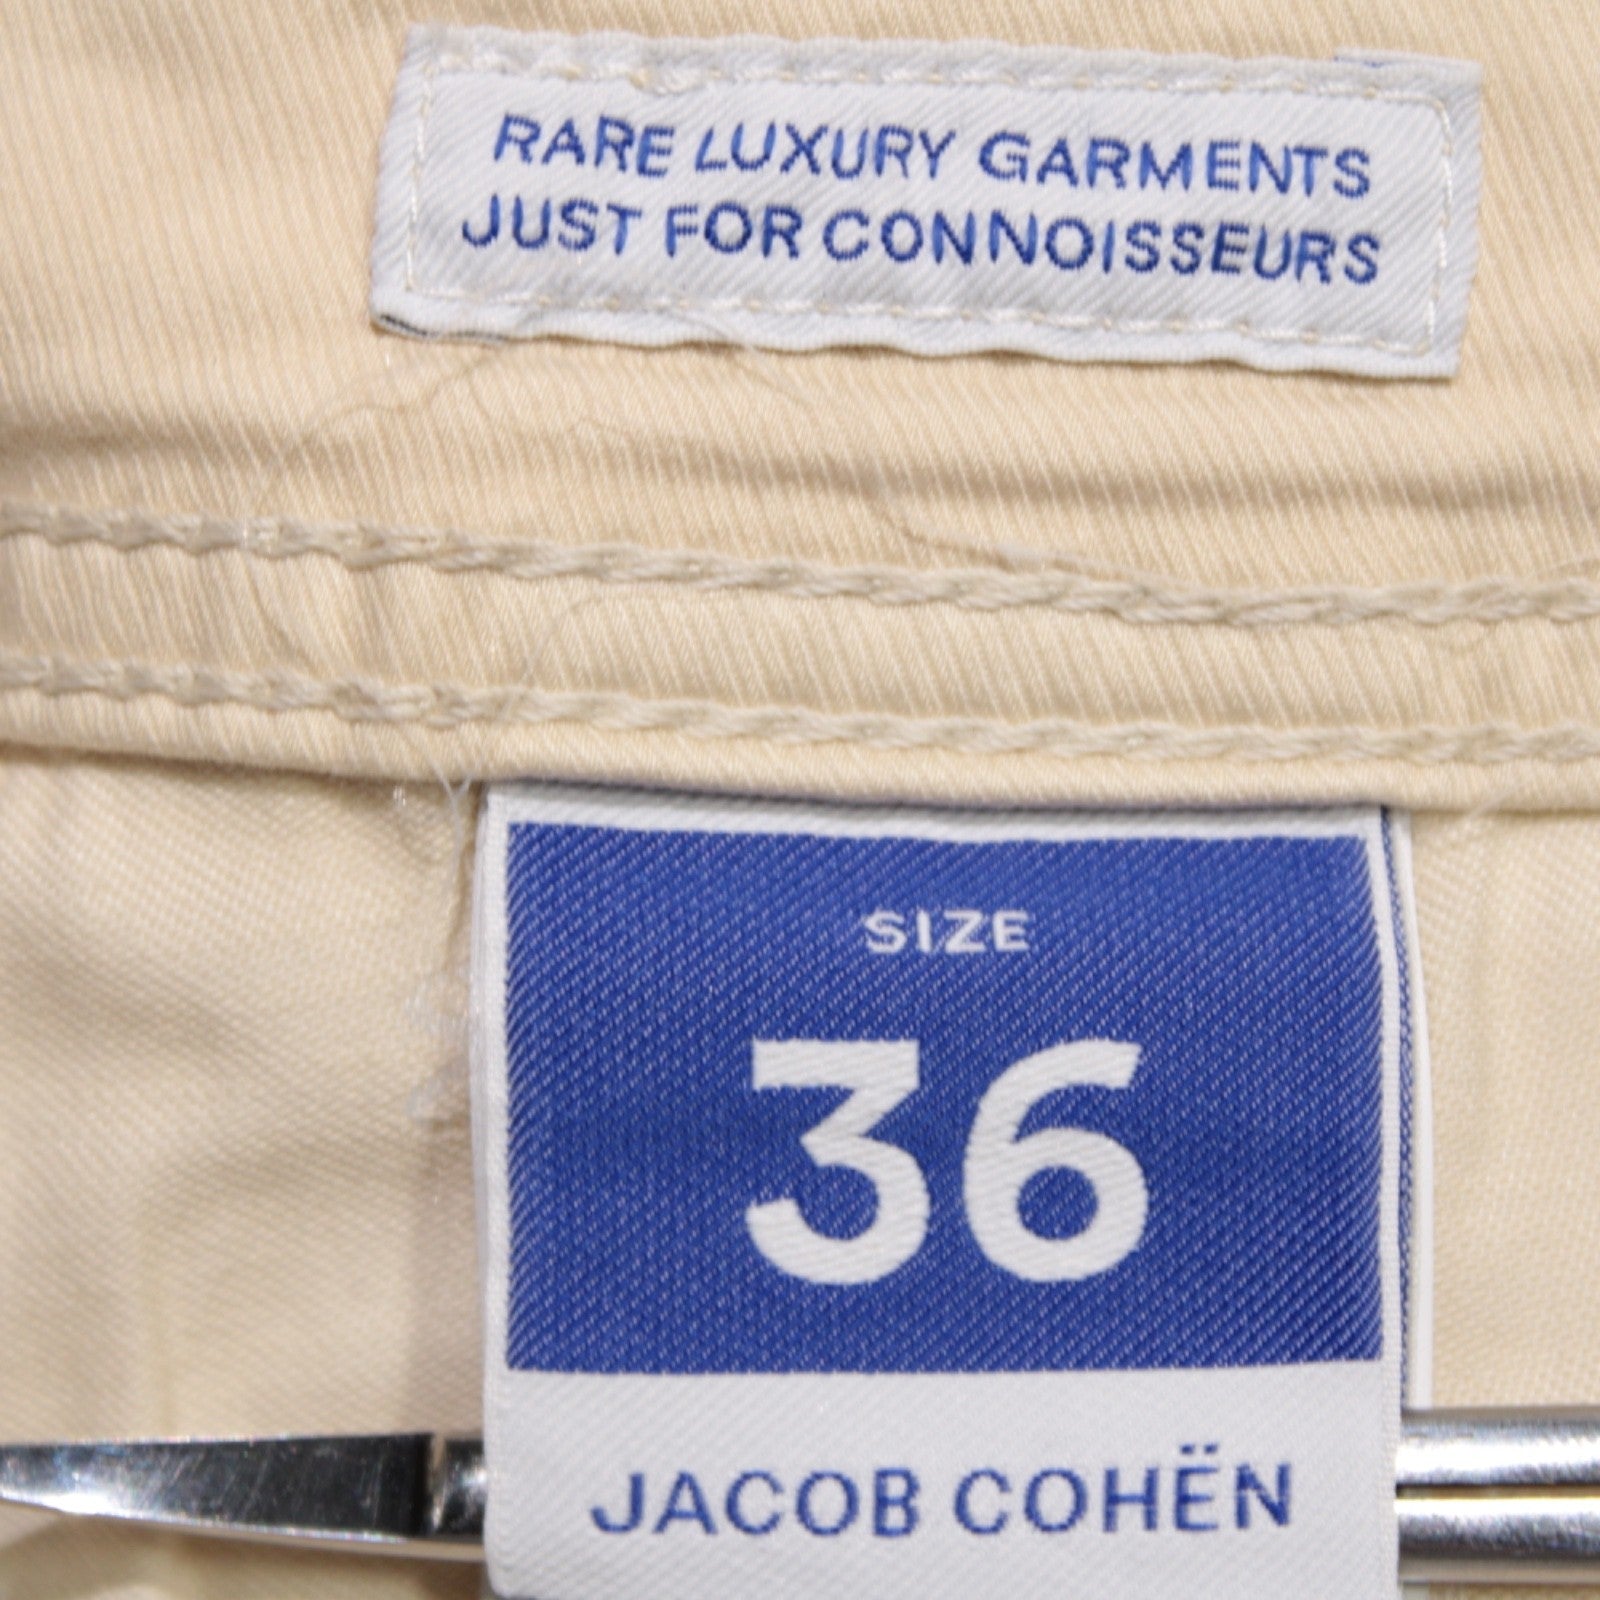 RARE LUXURY GARMENTS
JUST FOR CONNOISSEURS
SIZE
36
JACOB COHËN